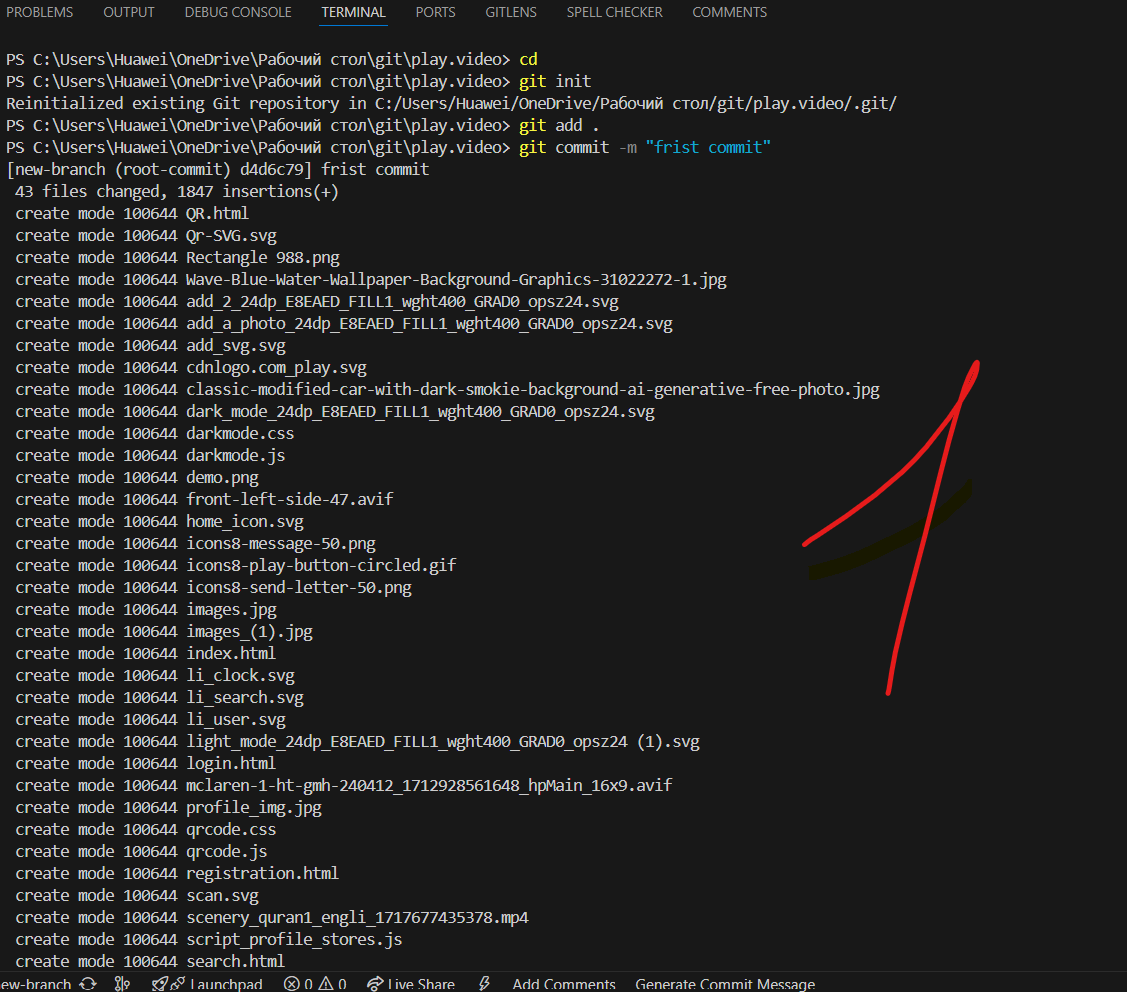 PROBLEMS OUTPUT DEBUG CONSOLE TERMINAL PORTS GITLENS SPELL CHECKER COMMENTS
PS C:\Users\Huawei\OneDrive\Рабочий стол\git\play.video> cd
PS C:\Users\Huawei\OneDrive\Рабочий стол\git\play.video> git init
Reinitialized existing Git repository in C:/Users/Huawei/OneDrive/Рабочий стол/git/play.video/.git/
PS C:\Users\Huawei\OneDrive\Рабочий стол\git\play.video> git add .
PS C:\Users\Huawei\OneDrive\Рабочий стол\git\play.video> git commit -m "frist commit"
[new-branch (root-commit) d4d6c79] frist commit
43 files changed, 1847 insertions(+)
create mode 100644 QR.html
create mode 100644 Qr-SVG.svg
create mode 100644 Rectangle 988.png
create mode 100644 Wave-Blue-Water-Wallpaper-Background-Graphics-31022272-1.jpg
create mode 100644 add_2_24dp_E8EAED_FILL1_wght400_GRAD0_opsz24.svg
create mode 100644 add_a_photo_24dp_E8EAED_FILL1_wght400_GRAD0_opsz24.svg
create mode 100644 add_svg.svg
create mode 100644 cdnlogo.com_play.svg
create mode 100644 classic-modified-car-with-dark-smokie-background-ai-generative-free-photo.jpg
create mode 100644 dark_mode_24dp_E8EAED_FILL1_wght400_GRAD0_opsz24.svg
create mode 100644 darkmode.css
create mode 100644 darkmode.js
create mode 100644 demo.png
create mode 100644 front-left-side-47.avif
create mode 100644 home_icon.svg
create mode 100644 icons8-message-50.png
create mode 100644 icons8-play-button-circled.gif
create mode 100644 icons8-send-letter-50.png
create mode 100644 images.jpg
create mode 100644 images_(1).jpg
create mode 100644 index.html
create mode 100644 li_clock.svg
create mode 100644 li_search.svg
create mode 100644 li_user.svg
create mode 100644 light_mode_24dp_E8EAED_FILL1_wght400_GRAD0_opsz24 (1).svg
create mode 100644 login.html
create mode 100644 mclaren-1-ht-gmh-240412_1712928561648_hpMain_16x9.avif
create mode 100644 profile_img.jpg
create mode 100644 qrcode.css
create mode 100644 qrcode.js
create mode 100644 registration.html
create mode 100644 scan.svg
create mode 100644 scenery_quran1_engli_1717677435378.mp4
create mode 100644 script_profile_stores.js
create mode 100644 search.html
1
ew-branch Launchpad 0 0 Live Share Add Comments Generate Commit Message